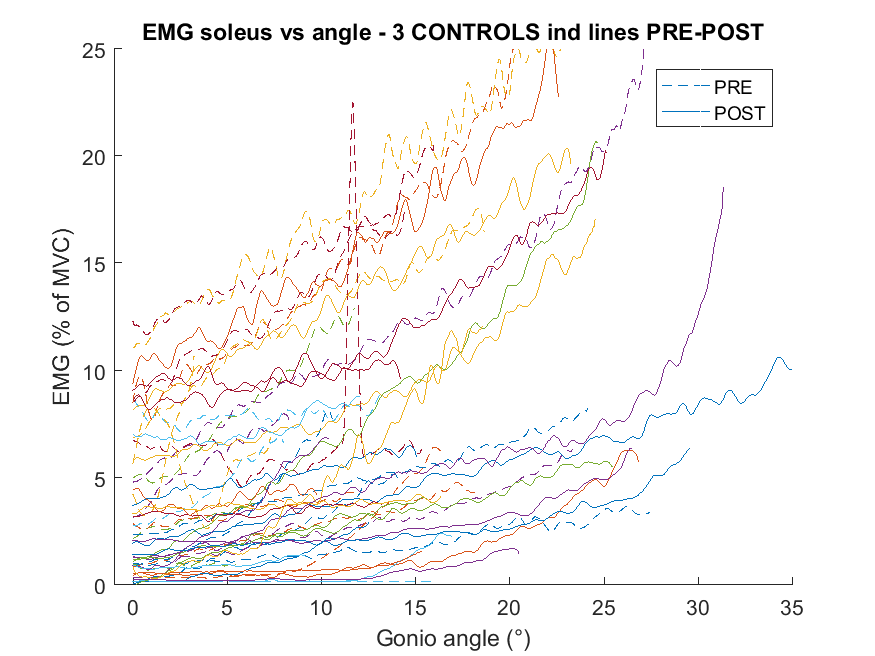 EMG soleus vs angle - 3 CONTROLS ind lines PRE-POST
25
PRE
POST
20
15
10
5
0
EMG (% of MVC)
0 5 10 15 20 25 30 35
Gonio angle (°)